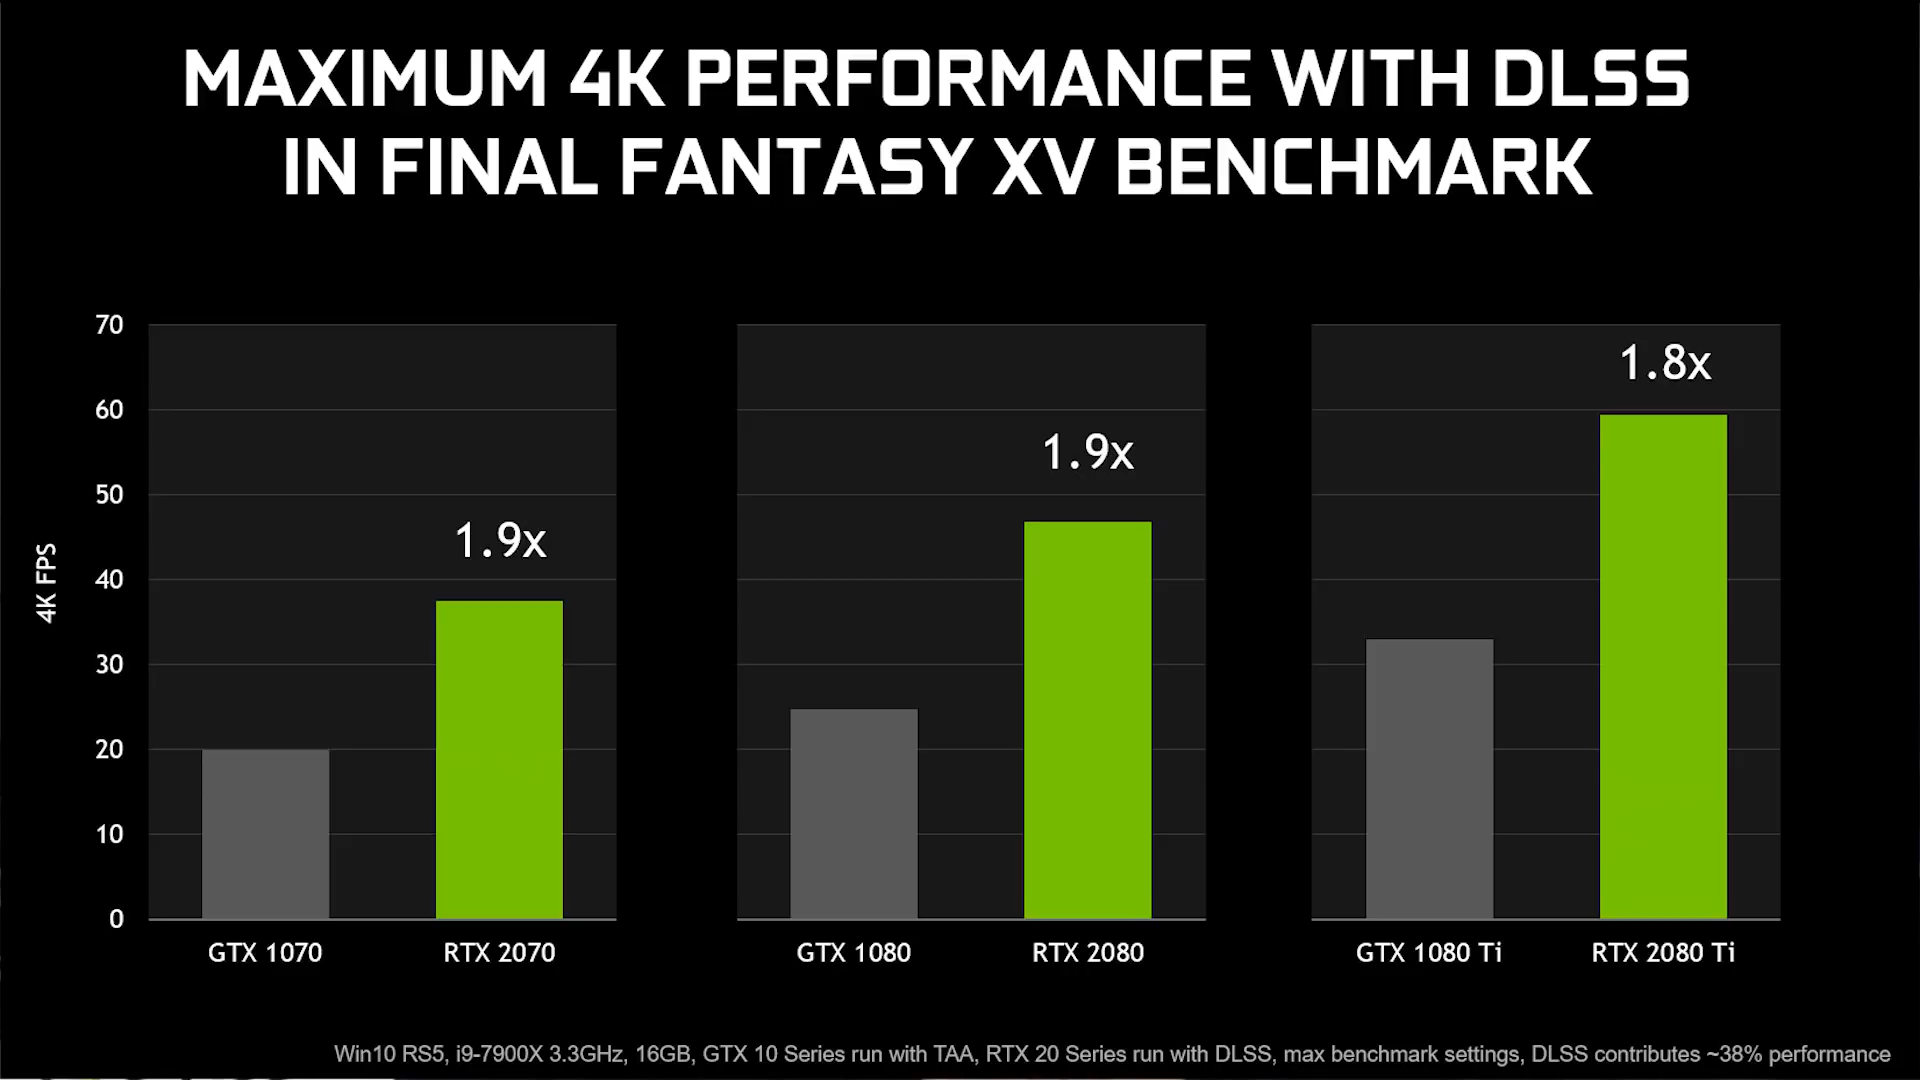 MAXIMUM 4K PERFORMANCE WITH DLSS
IN FINAL FANTASY XV BENCHMARK
4K FPS
70
60
50
40
30
20
10
0
1.9x
GTX 1070
RTX 2070
1.9x
GTX 1080
RTX 2080
1.8x
GTX 1080 Ti
RTX 2080 Ti
Win10 RS5, i9-7900X 3.3GHz, 16GB, GTX 10 Series run with TAA, RTX 20 Series run with DLSS, max benchmark settings, DLSS contributes ~38% performance